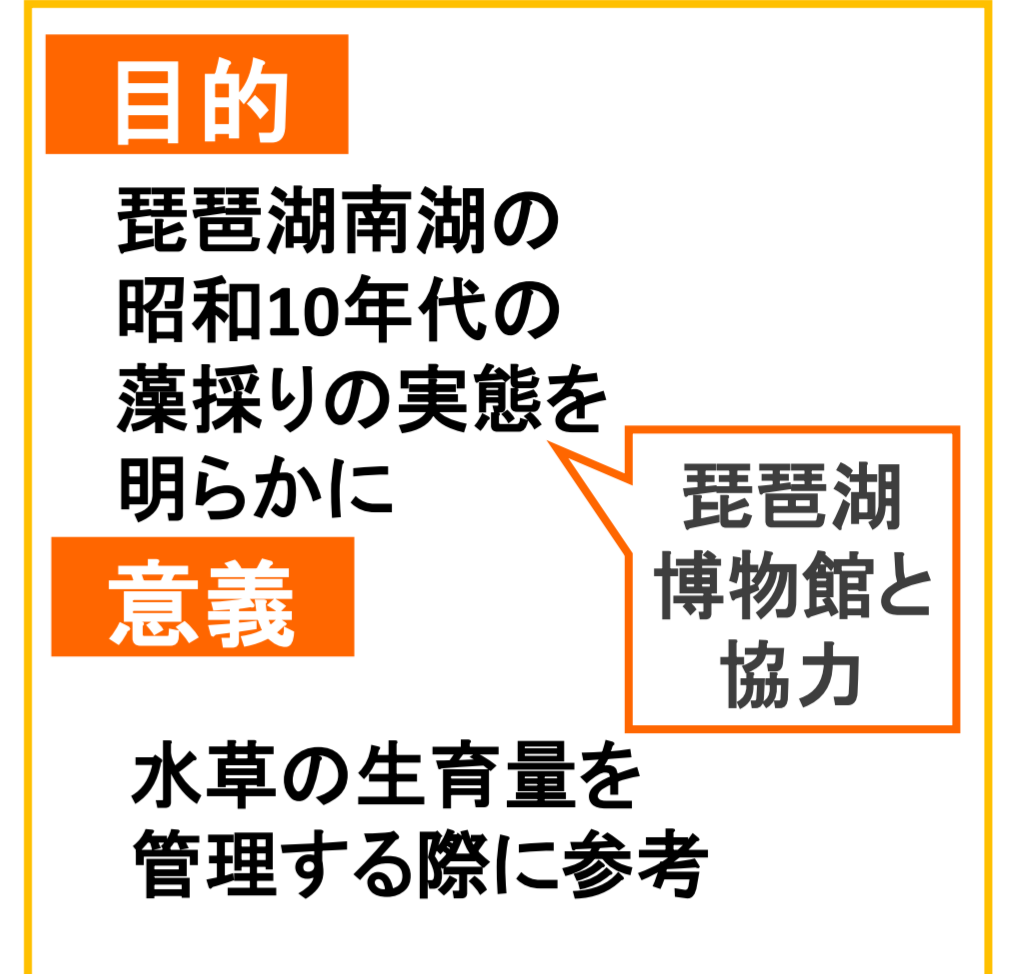 目的
琵琶湖南湖の
昭和10年代の
藻採りの実態を
明らかに
琵琶湖
博物館と
協力
意義
水草の生育量を
管理する際に参考